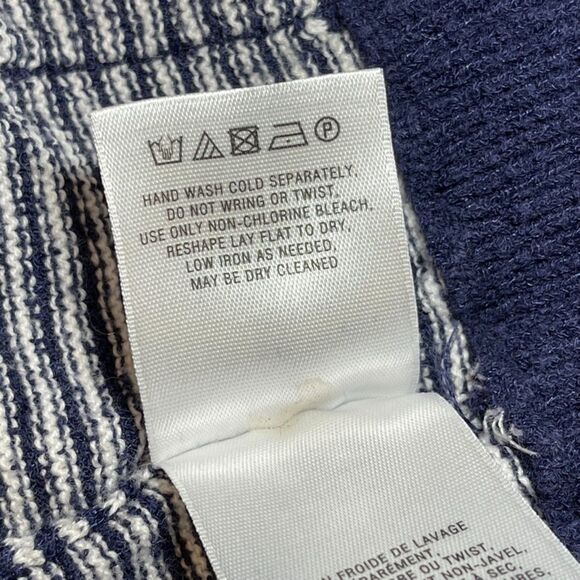 P
HAND WASH COLD SEPARATELY,
DO NOT WRING OR TWIST,
USE ONLY NON-CHLORINE BLEACH,
RESHAPE LAY FLAT TO DRY,
LOW IRON AS NEEDED,
MAY BE DRY CLEANED
FROIDE DE LAVAGE
OU TWIST,
NON-JAVEL,
SEC,